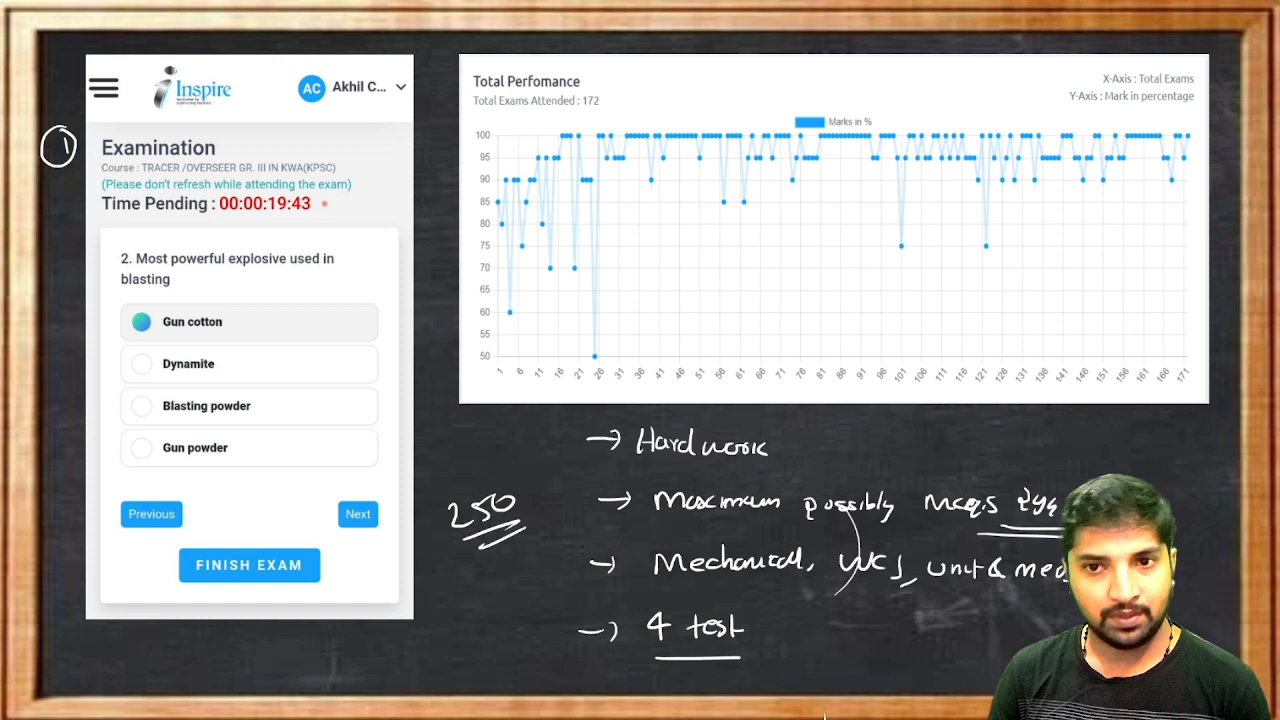 Inspire
AC Akhil C...
1
Examination
Course : TRACER /OVERSEER GR. III IN KWA(KPSC)
(Please don't refresh while attending the exam)
Time Pending : 00:00:19:43
2. Most powerful explosive used in
blasting
Gun cotton
Dynamite
Blasting powder
Gun powder
Previous Next
FINISH EXAM
Total Perfomance
Total Exams Attended : 172
X-Axis : Total Exams
Y-Axis : Mark in percentage
Marks in %
100
95
90
85
80
75
70
65
60
55
50
1 6 11 16 21 26 31 36 41 46 51 56 61 66 71 76 81 86 91 96 101 106 111 116 121 126 131 136 141 146 151 156 161 166 171
→ Hard work
250
→ Maximum possibly
→ Mechanical, unit &
→ 4 test